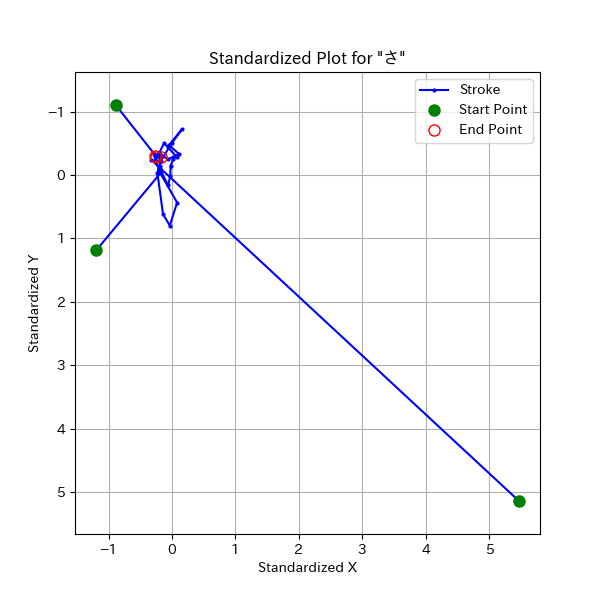 Standardized Plot for "さ"
Stroke
Start Point
End Point
−1
0
1
2
3
4
5
Standardized Y
−1 0 1 2 3 4 5
Standardized X